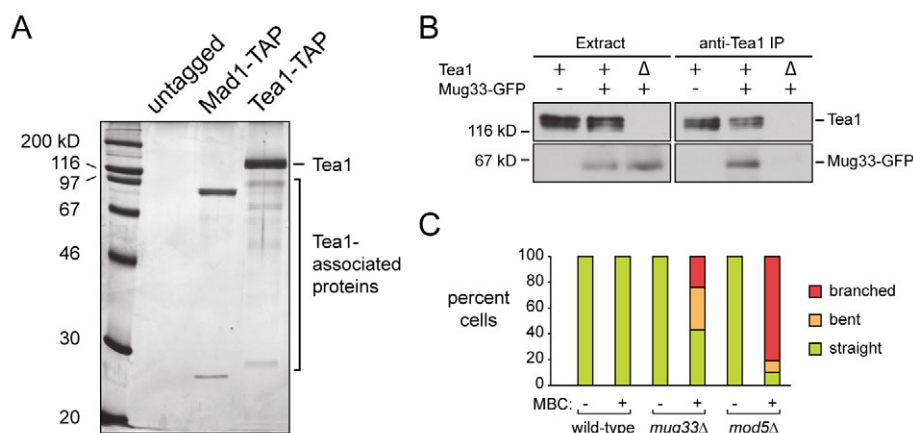 A
untagged
Mad1-TAP
Tea1-TAP
200 kD
116
97
67
46
30
20
Tea1
Tea1-
associated
proteins
B
Extract
anti-Tea1 IP
Tea1 + + Δ + + Δ
Mug33-GFP - + + - + +
116 kD
67 kD
Tea1
Mug33-GFP
C
percent
cells
100
80
60
40
20
0
branched
bent
straight
MBC: - + - + - +
wild-type mug33Δ mod5Δ